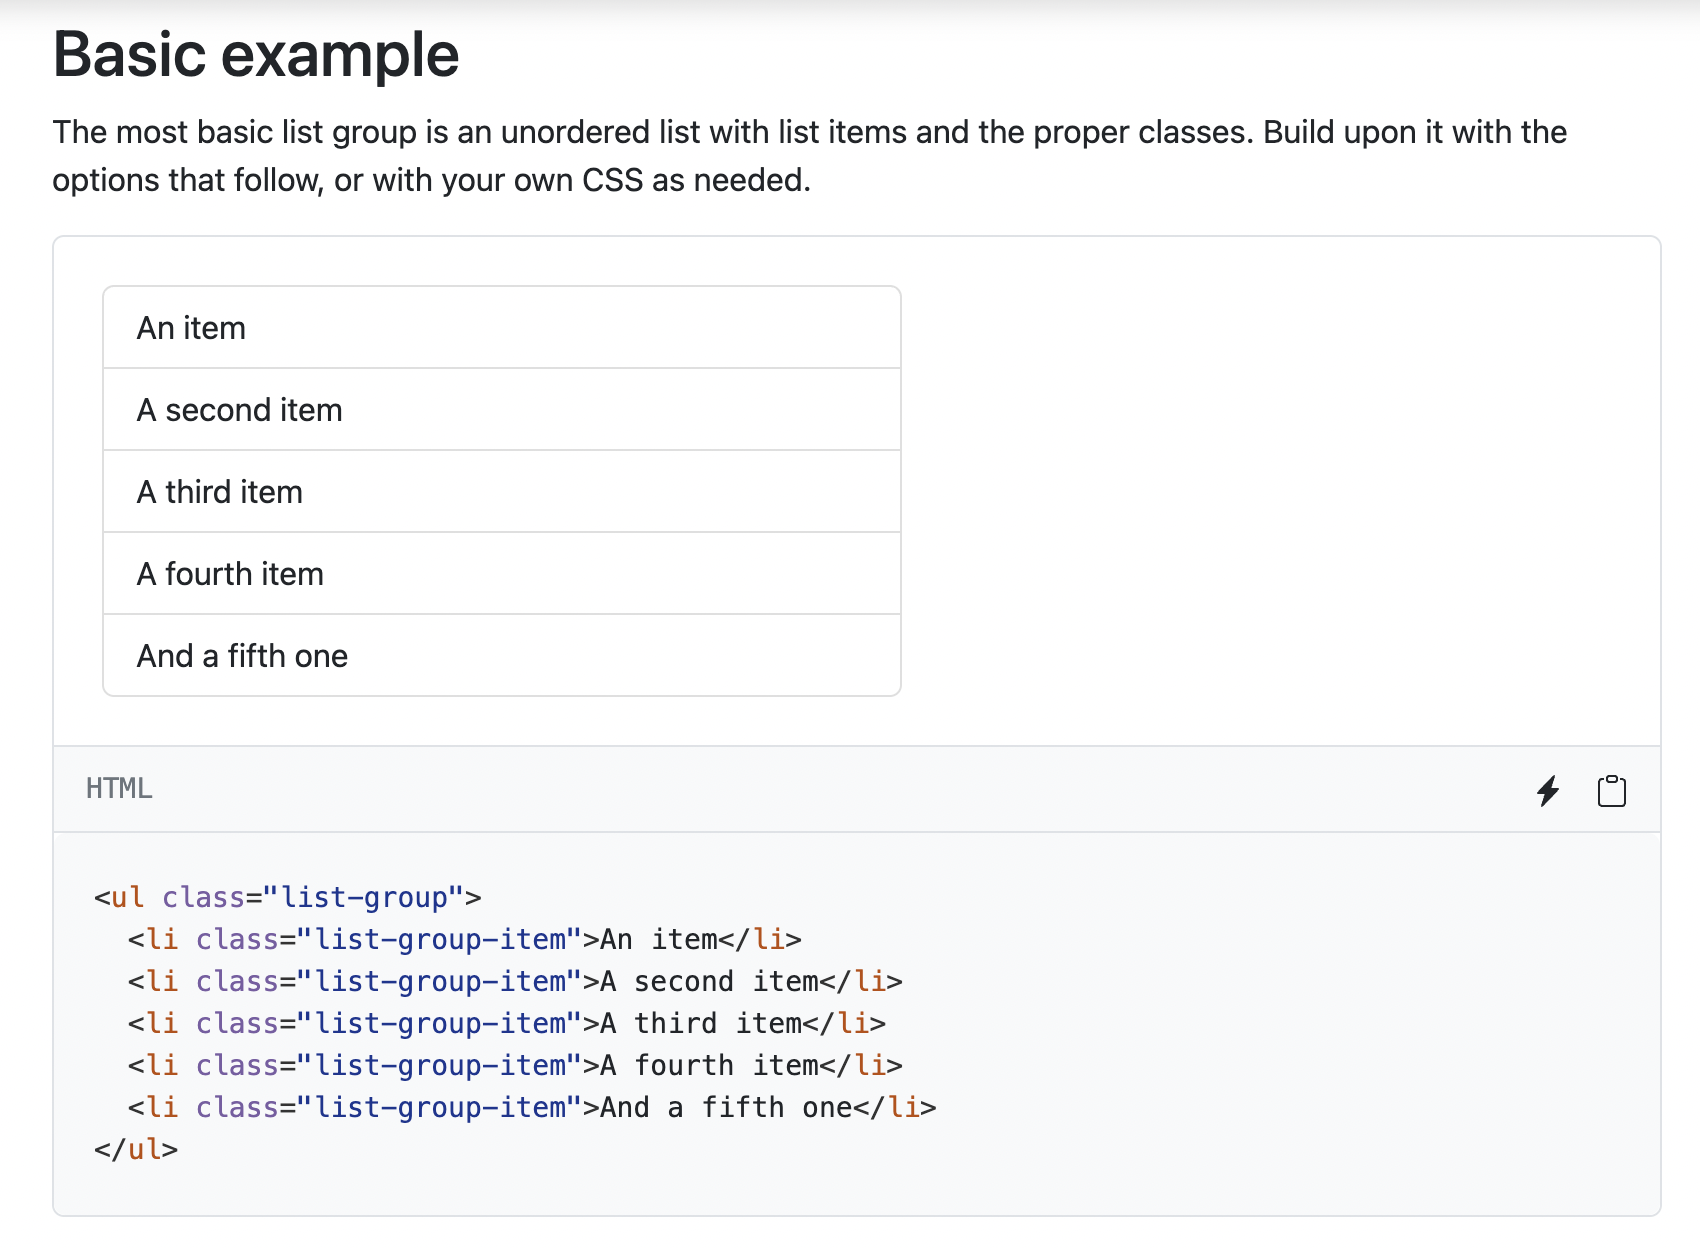 Basic example
The most basic list group is an unordered list with list items and the proper classes. Build upon it with the
options that follow, or with your own CSS as needed.
An item
A second item
A third item
A fourth item
And a fifth one
HTML
<ul class="list-group">
  <li class="list-group-item">An item</li>
  <li class="list-group-item">A second item</li>
  <li class="list-group-item">A third item</li>
  <li class="list-group-item">A fourth item</li>
  <li class="list-group-item">And a fifth one</li>
</ul>